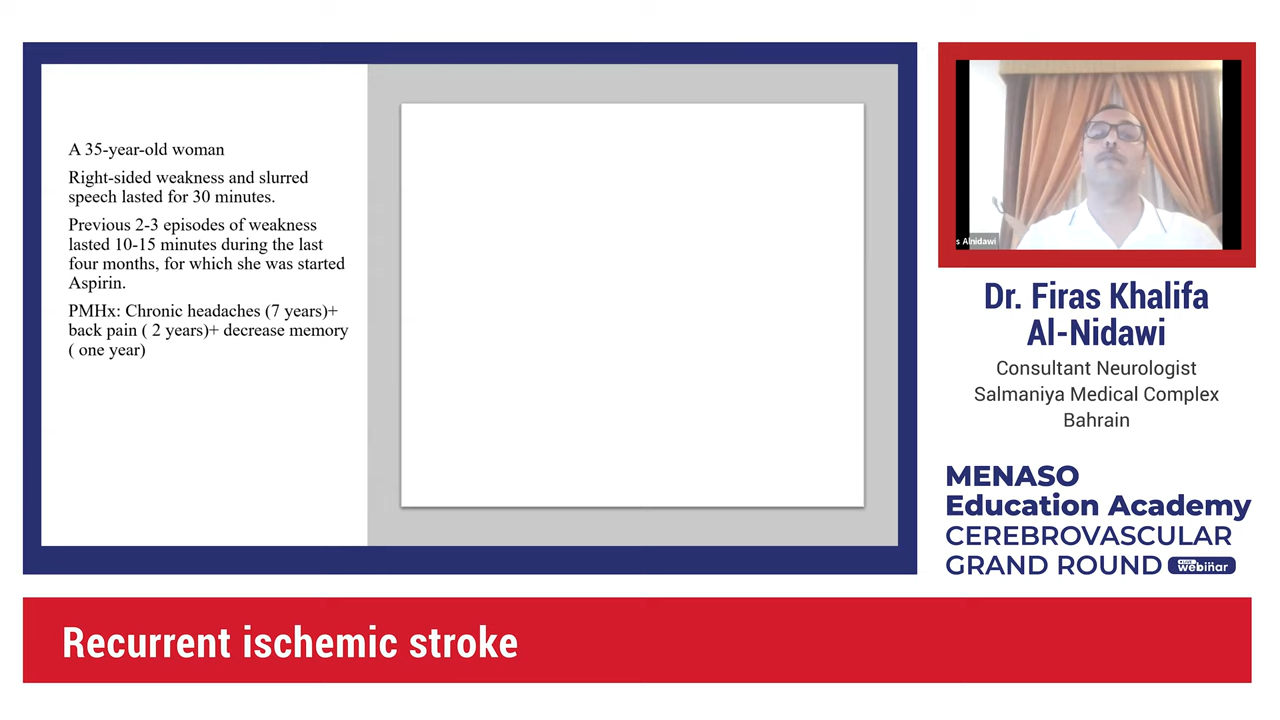 A 35-year-old woman
Right-sided weakness and slurred
speech lasted for 30 minutes.
Previous 2-3 episodes of weakness
lasted 10-15 minutes during the last
four months, for which she was started
Aspirin.
PMHx: Chronic headaches (7 years)+
back pain ( 2 years)+ decrease memory
( one year)
s Alnidawi
Dr. Firas Khalifa
Al-Nidawi
Consultant Neurologist
Salmaniya Medical Complex
Bahrain
MENASO
Education Academy
CEREBROVASCULAR
GRAND ROUND webinar
Recurrent ischemic stroke